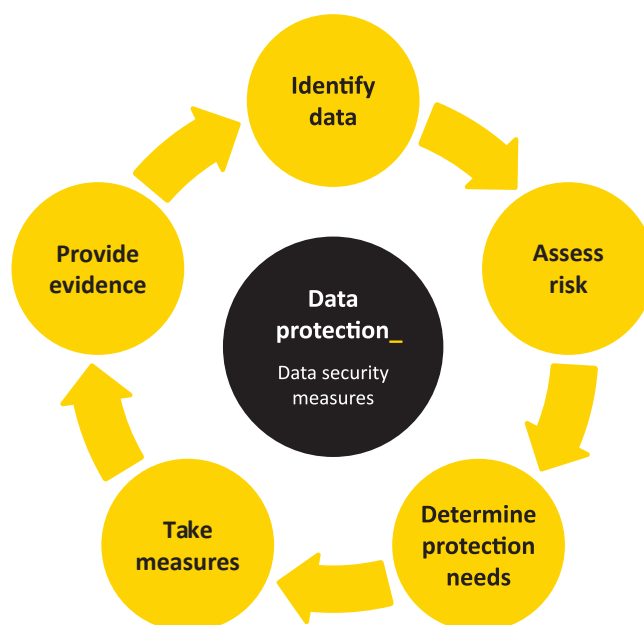 Identify
data
Assess
risk
Determine
protection
needs
Take
measures
Provide
evidence
Data
protection_
Data security
measures